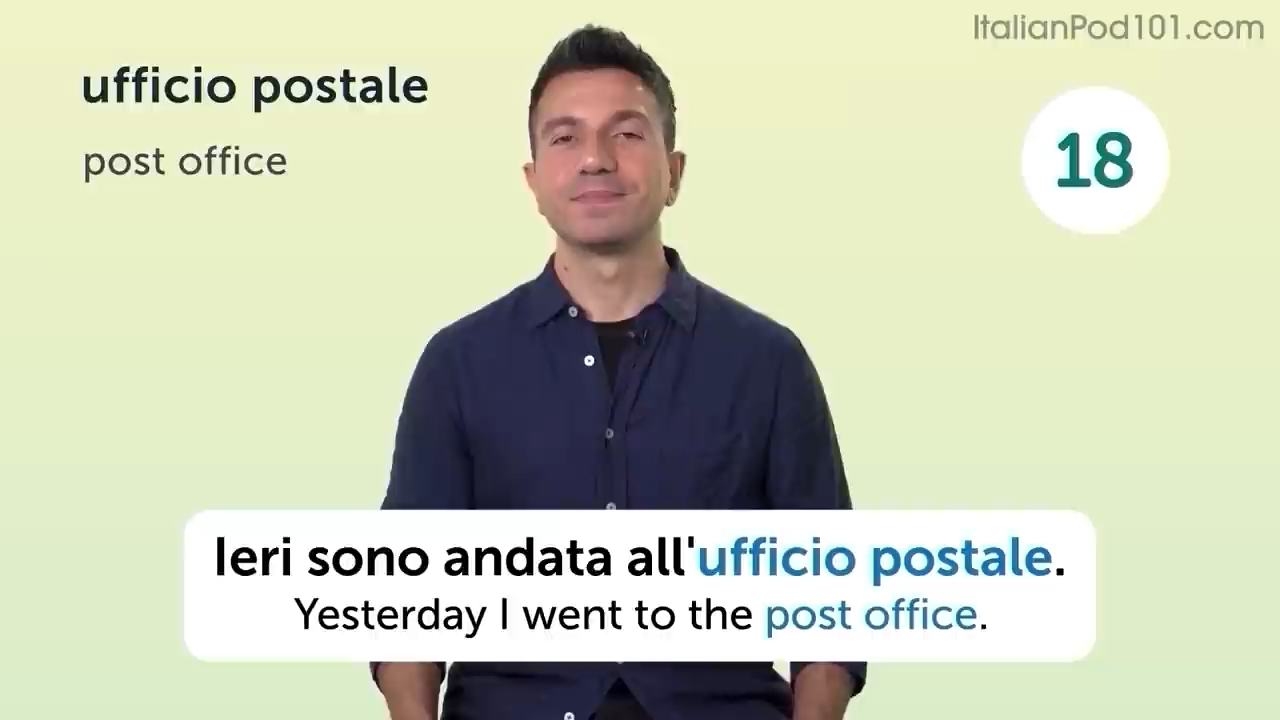 ItalianPod101.com
ufficio postale
post office
18
Ieri sono andata all'ufficio postale.
Yesterday I went to the post office.